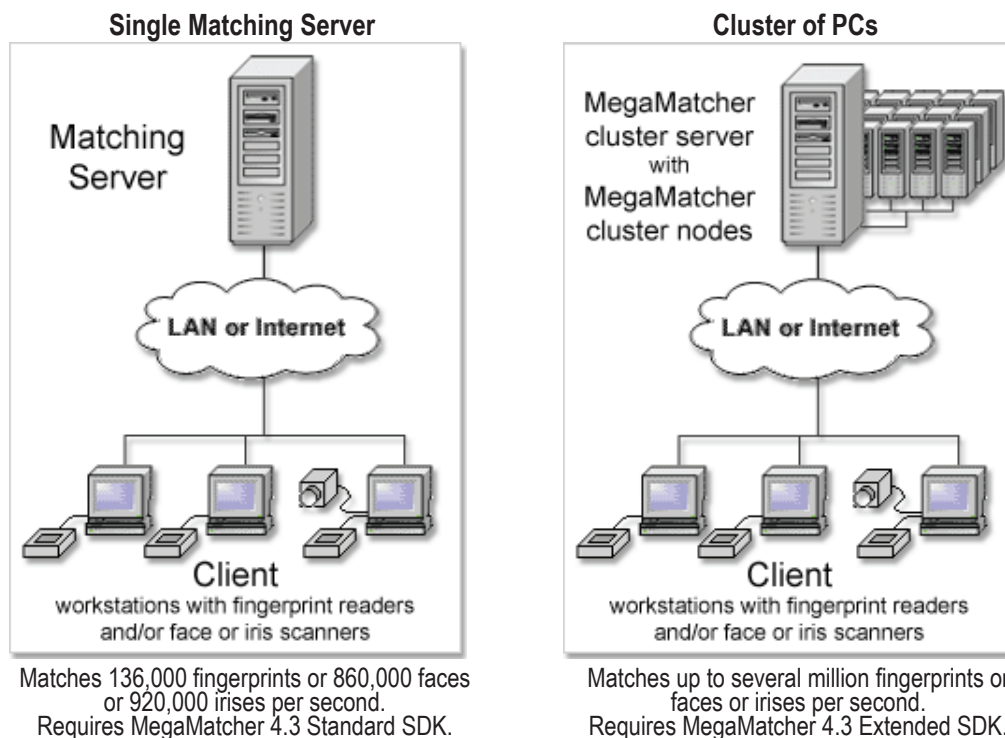 Single Matching Server
Matching
Server
LAN or Internet
Client
workstations with fingerprint readers
and/or face or iris scanners
Matches 136,000 fingerprints or 860,000 faces
or 920,000 irises per second.
Requires MegaMatcher 4.3 Standard SDK.
Cluster of PCs
MegaMatcher
cluster server
with
MegaMatcher
cluster nodes
LAN or Internet
Client
workstations with fingerprint readers
and/or face or iris scanners
Matches up to several million fingerprints or
faces or irises per second.
Requires MegaMatcher 4.3 Extended SDK.